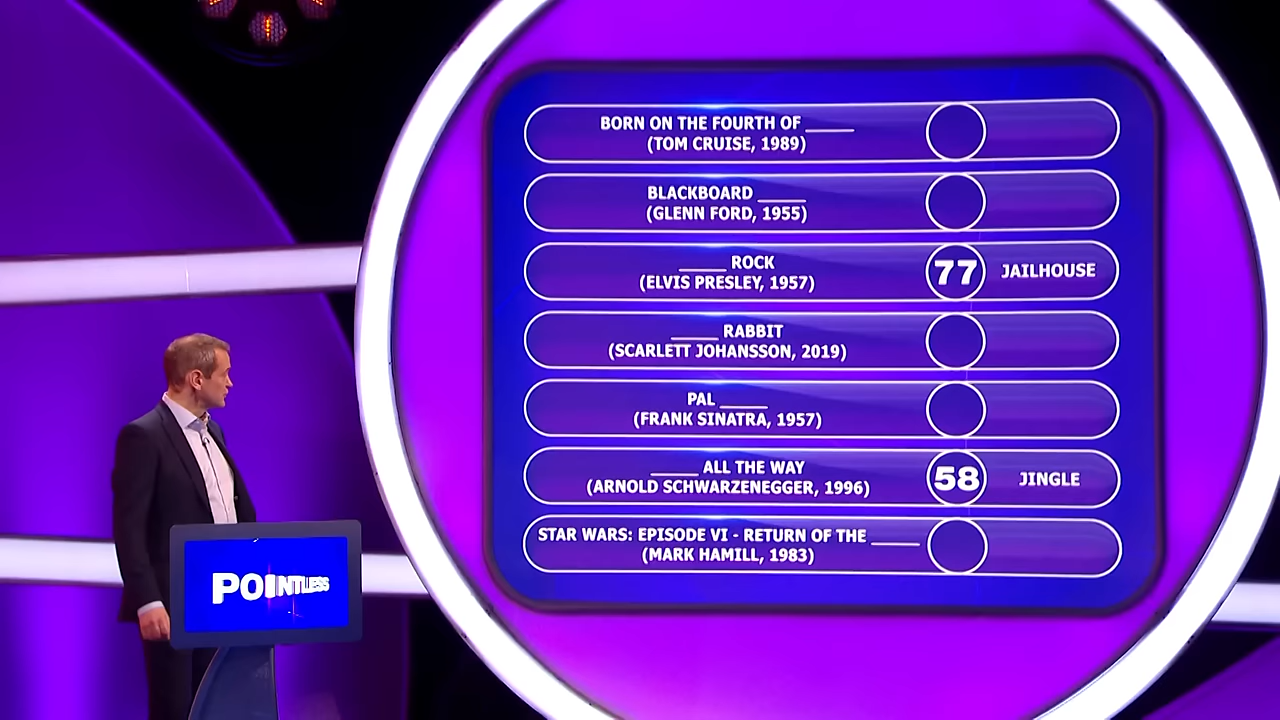 BORN ON THE FOURTH OF _____
(TOM CRUISE, 1989)
BLACKBOARD _____
(GLENN FORD, 1955)
_____ ROCK
(ELVIS PRESLEY, 1957)
77
JAILHOUSE
_____ RABBIT
(SCARLETT JOHANSSON, 2019)
PAL _____
(FRANK SINATRA, 1957)
_____ ALL THE WAY
(ARNOLD SCHWARZENEGGER, 1996)
58
JINGLE
STAR WARS: EPISODE VI - RETURN OF THE _____
(MARK HAMILL, 1983)
POINTLESS